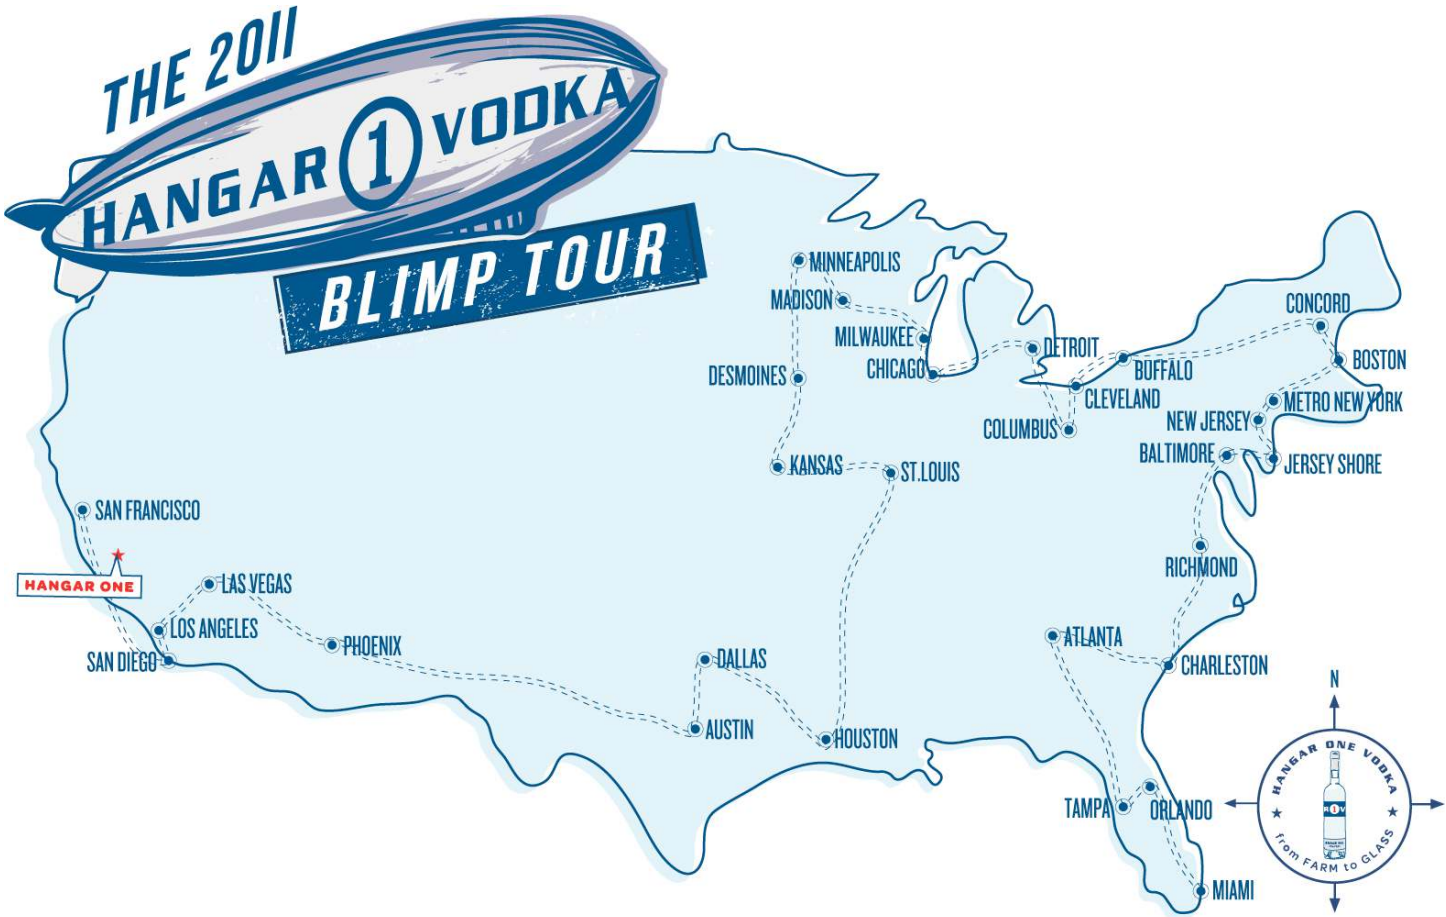 THE 2011
HANGAR 1 VODKA
BLIMP TOUR
MINNEAPOLIS
MADISON
MILWAUKEE
CHICAGO
DETROIT
CONCORD
BOSTON
BUFFALO
CLEVELAND
COLUMBUS
METRO NEW YORK
NEW JERSEY
BALTIMORE
JERSEY SHORE
DESMOINES
KANSAS
ST.LOUIS
SAN FRANCISCO
HANGAR ONE
LAS VEGAS
LOS ANGELES
SAN DIEGO
PHOENIX
DALLAS
AUSTIN
HOUSTON
RICHMOND
ATLANTA
CHARLESTON
TAMPA
ORLANDO
MIAMI
N
HANGAR ONE VODKA
from FARM to GLASS